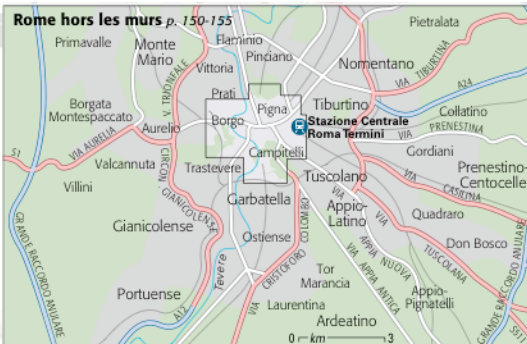 Rome hors les murs p. 150-155
Primavalle
Monte
Mario
Flaminio
Pinciano
Pietralata
Vittoria
Nomentano
VIA
TIBURTINA
V. TRIONFALE
Prati
A24
Borgata
Montespaccato
Pigna
Tiburtino
Collatino
Aurelio
Borgo
Stazione Centrale
Roma Termini
VIA
PRENESTINA
S1
VIA AURELIA
Gordiani
Valcannuta
Campitelli
Prenestino-
Centocelle
Villini
CIRCON. GIANICOLENSE
Trastevere
Tuscolano
VIA
CASILINA
Garbatella
Appio-
Latino
Quadraro
Gianicolense
COLOMBO
VIA
Don Bosco
Ostiense
VIA
APPIA NUOVA
TUSCOLANA
GRANDE RACCORDO ANULARE
Tevere
CRISTOFORO
Tor
Marancia
VIA APPIA ANTICA
GRANDE RACCORDO ANULARE
Portuense
A12
VIA
Laurentina
Appio-
Pignatelli
Ardeatino
S511
0 km 3